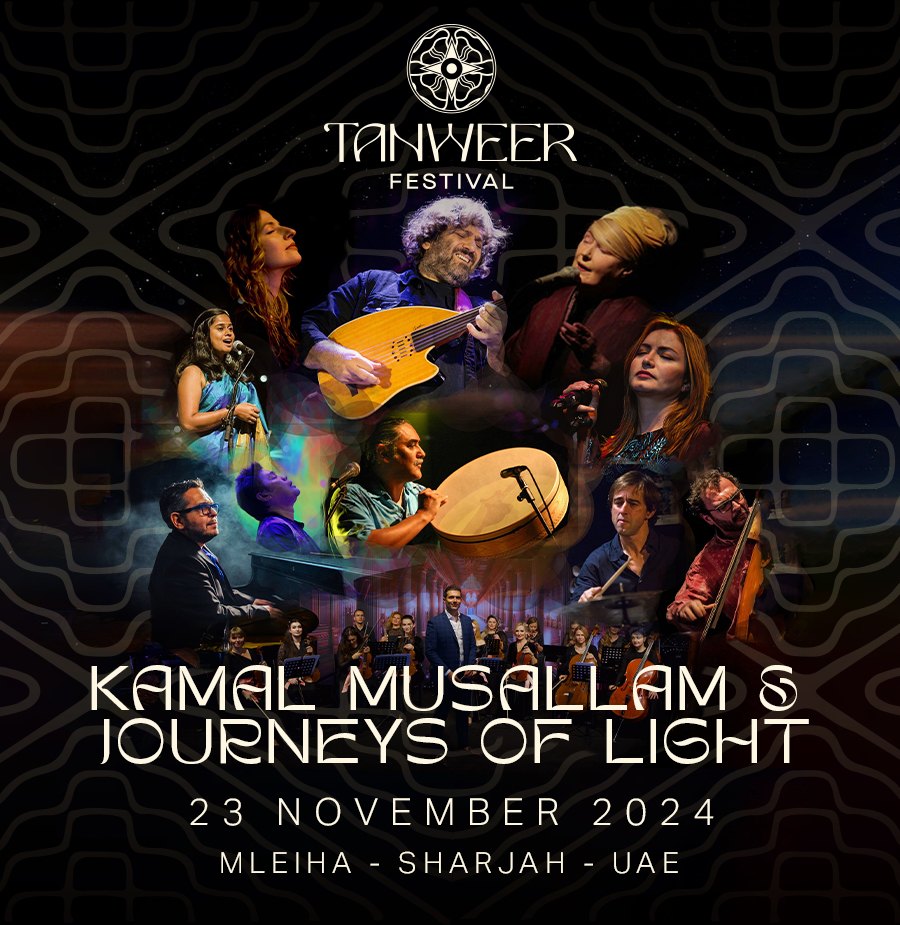 TANWEER
FESTIVAL
KAMAL MUSALLAM &
JOURNEYS OF LIGHT
23 NOVEMBER 2024
MLEIHA - SHARJAH - UAE